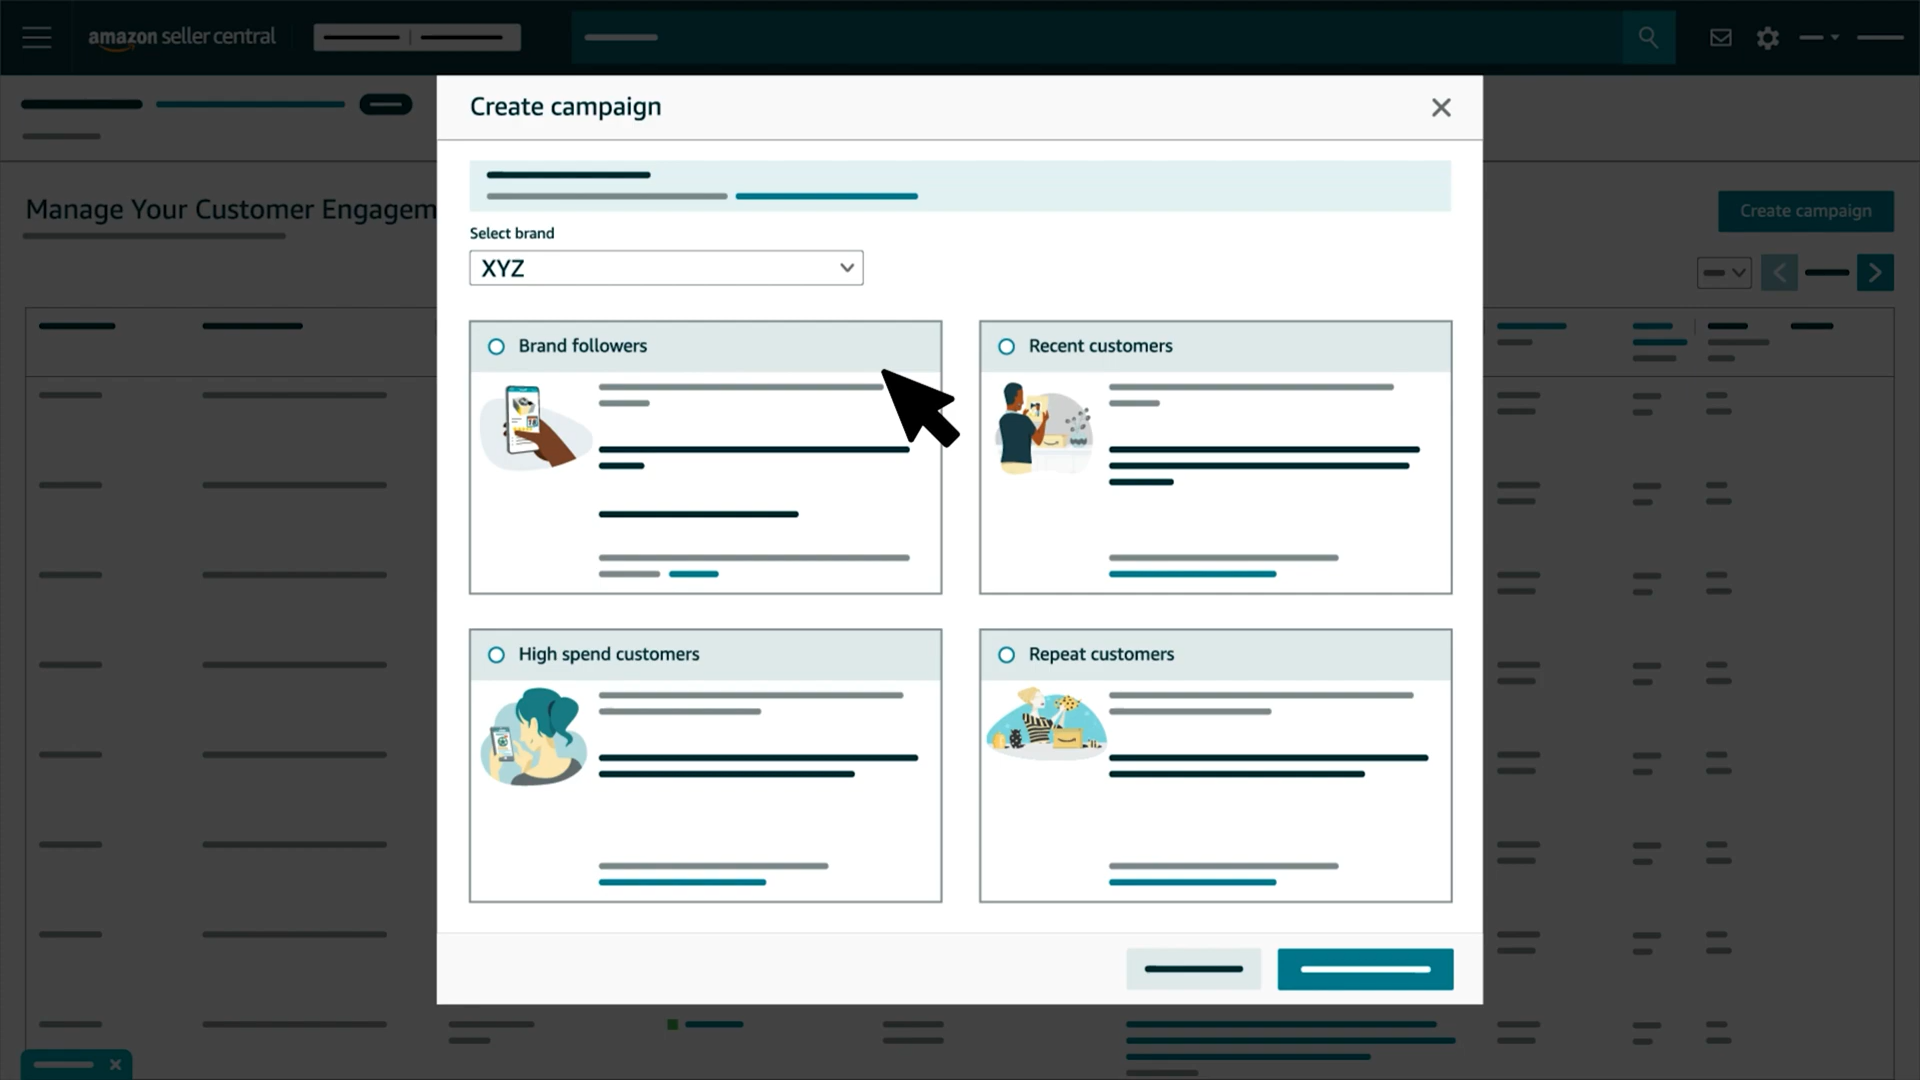 amazon seller central
Create campaign
Manage Your Customer Engagem
Create campaign
Select brand
XYZ
Brand followers
Recent customers
High spend customers
Repeat customers